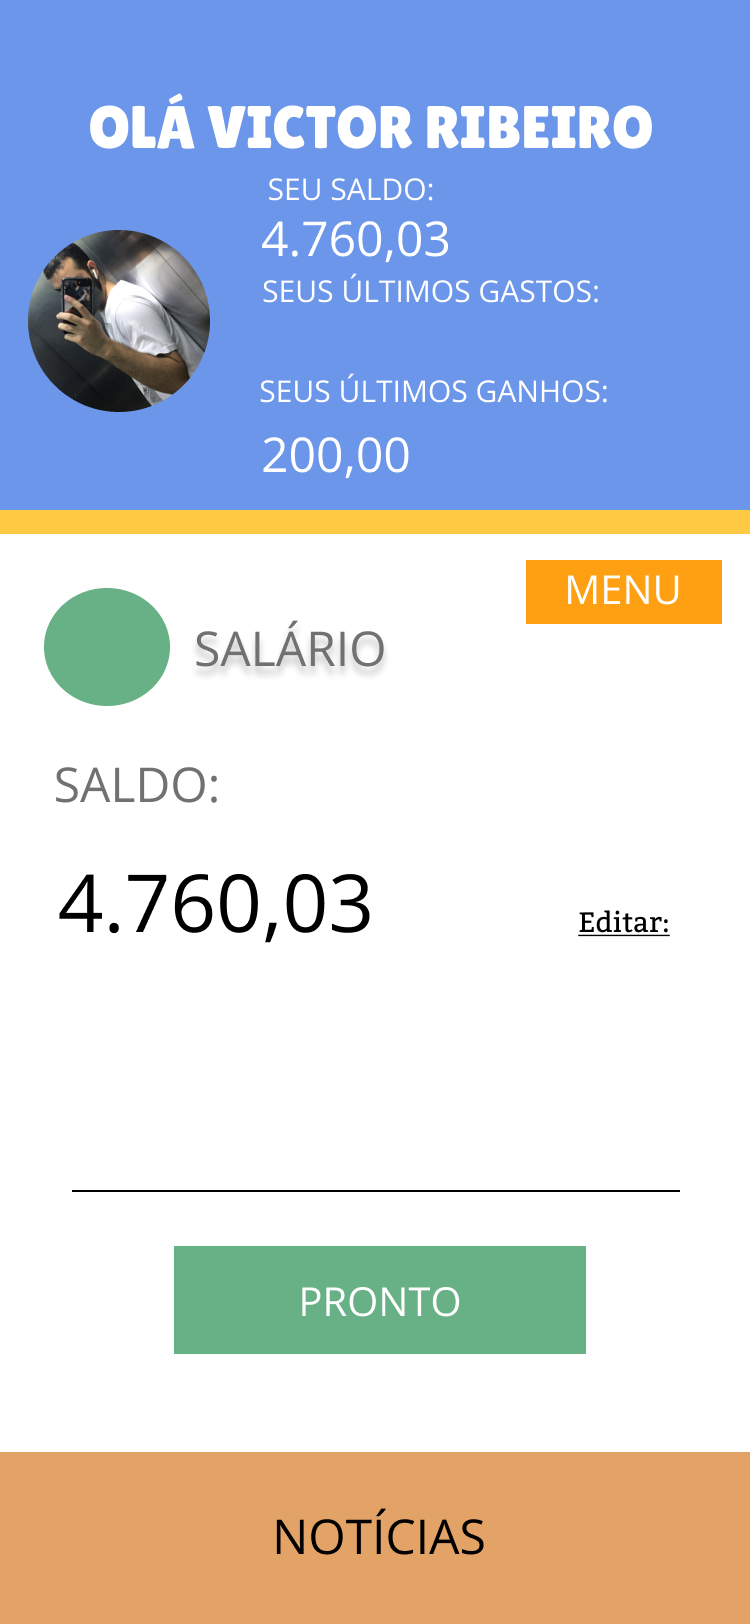 OLÁ VICTOR RIBEIRO
SEU SALDO:
4.760,03
SEUS ÚLTIMOS GASTOS:
SEUS ÚLTIMOS GANHOS:
200,00
MENU
SALÁRIO
SALDO:
4.760,03
Editar:
PRONTO
NOTÍCIAS